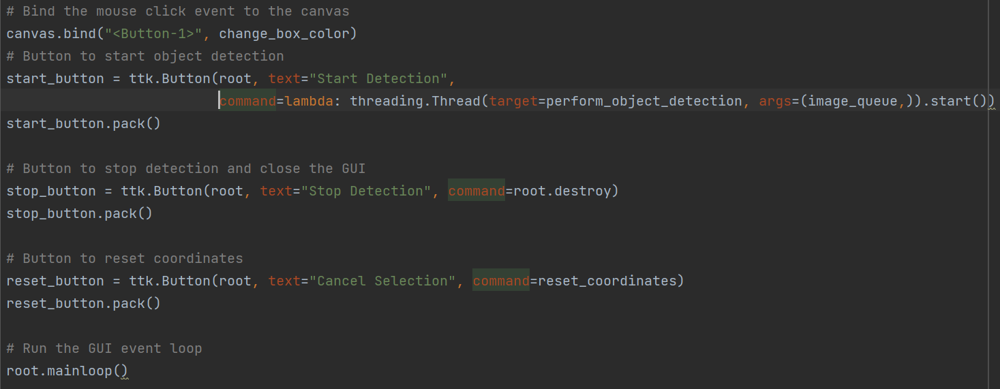 # Bind the mouse click event to the canvas
canvas.bind("<Button-1>", change_box_color)
# Button to start object detection
start_button = ttk.Button(root, text="Start Detection",
                          command=lambda: threading.Thread(target=perform_object_detection, args=(image_queue,)).start())
start_button.pack()

# Button to stop detection and close the GUI
stop_button = ttk.Button(root, text="Stop Detection", command=root.destroy)
stop_button.pack()

# Button to reset coordinates
reset_button = ttk.Button(root, text="Cancel Selection", command=reset_coordinates)
reset_button.pack()

# Run the GUI event loop
root.mainloop()